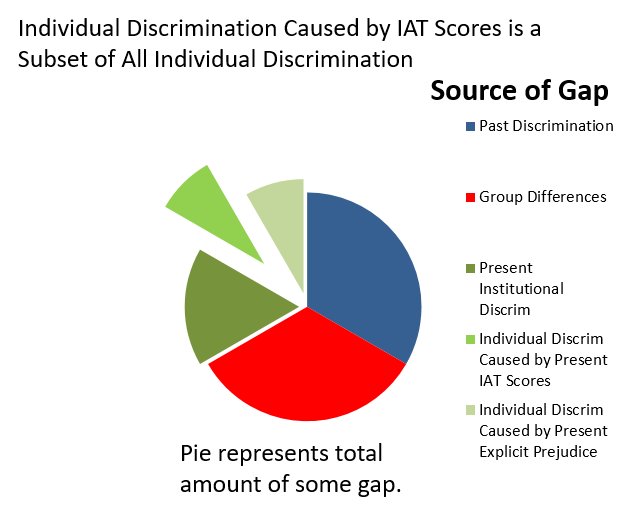 Individual Discrimination Caused by IAT Scores is a
Subset of All Individual Discrimination
Source of Gap
Past Discrimination
Group Differences
Present
Institutional
Discrim
Individual Discrim
Caused by Present
IAT Scores
Individual Discrim
Caused by Present
Explicit Prejudice
Pie represents total
amount of some gap.